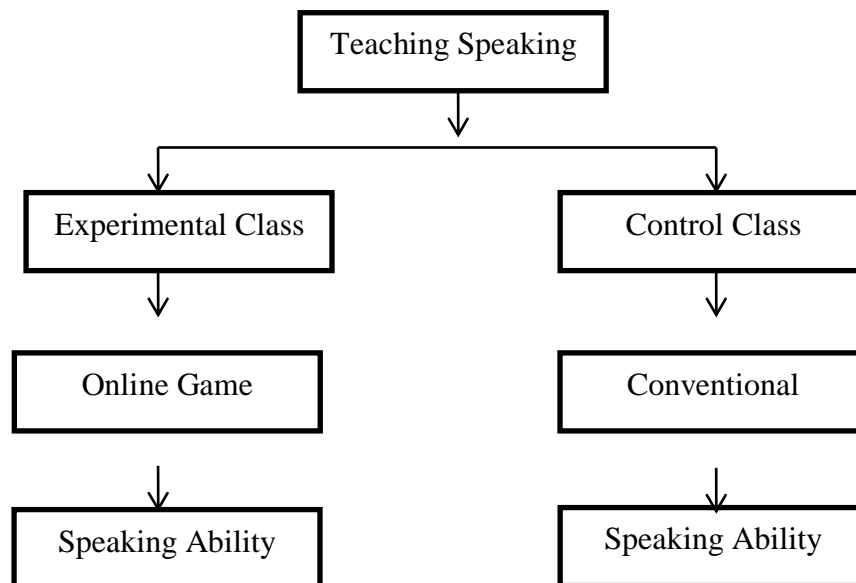 Teaching Speaking
Experimental Class
Control Class
Online Game
Conventional
Speaking Ability
Speaking Ability